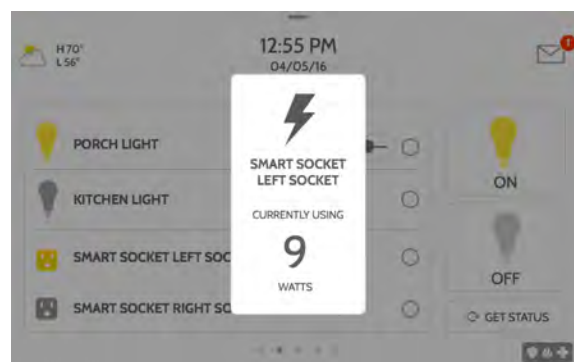 H70°
L56°
12:55 PM
04/05/16
1
PORCH LIGHT
KITCHEN LIGHT
SMART SOCKET LEFT SOC
SMART SOCKET RIGHT SO
SMART SOCKET
LEFT SOCKET
CURRENTLY USING
9
WATTS
ON
OFF
GET STATUS